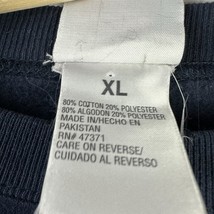 XL
80% COTTON 20% POLYESTER
80% ALGODON 20% POLYESTER
MADE IN/HECHO EN
PAKISTAN
RN# 47371
CARE ON REVERSE/
CUIDADO AL REVERSO